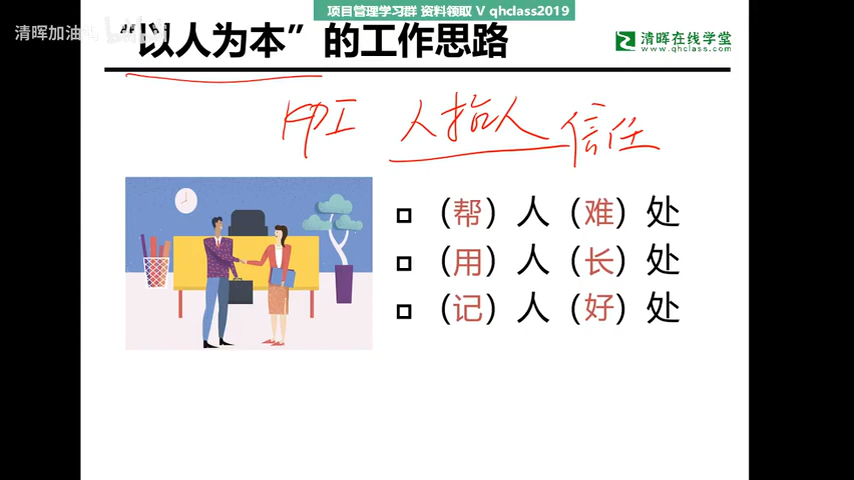 项目管理学习群 资料领取 V qhclass2019
清晖加油
“以人为本”的工作思路
清晖在线学堂
www.qhclass.com
人抬人 信任
（帮）人（难）处
（用）人（长）处
（记）人（好）处